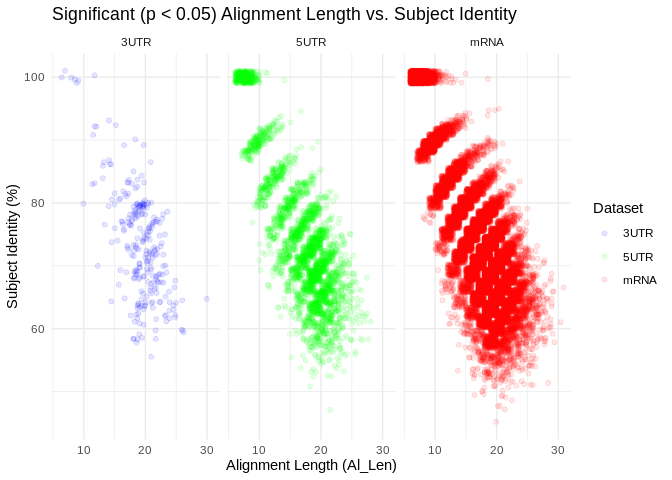 Significant (p < 0.05) Alignment Length vs. Subject Identity
3UTR
5UTR
mRNA
100
80
60
Subject Identity (%)
10
20
30
10
20
30
10
20
30
Alignment Length (Al_Len)
Dataset
3UTR
5UTR
mRNA